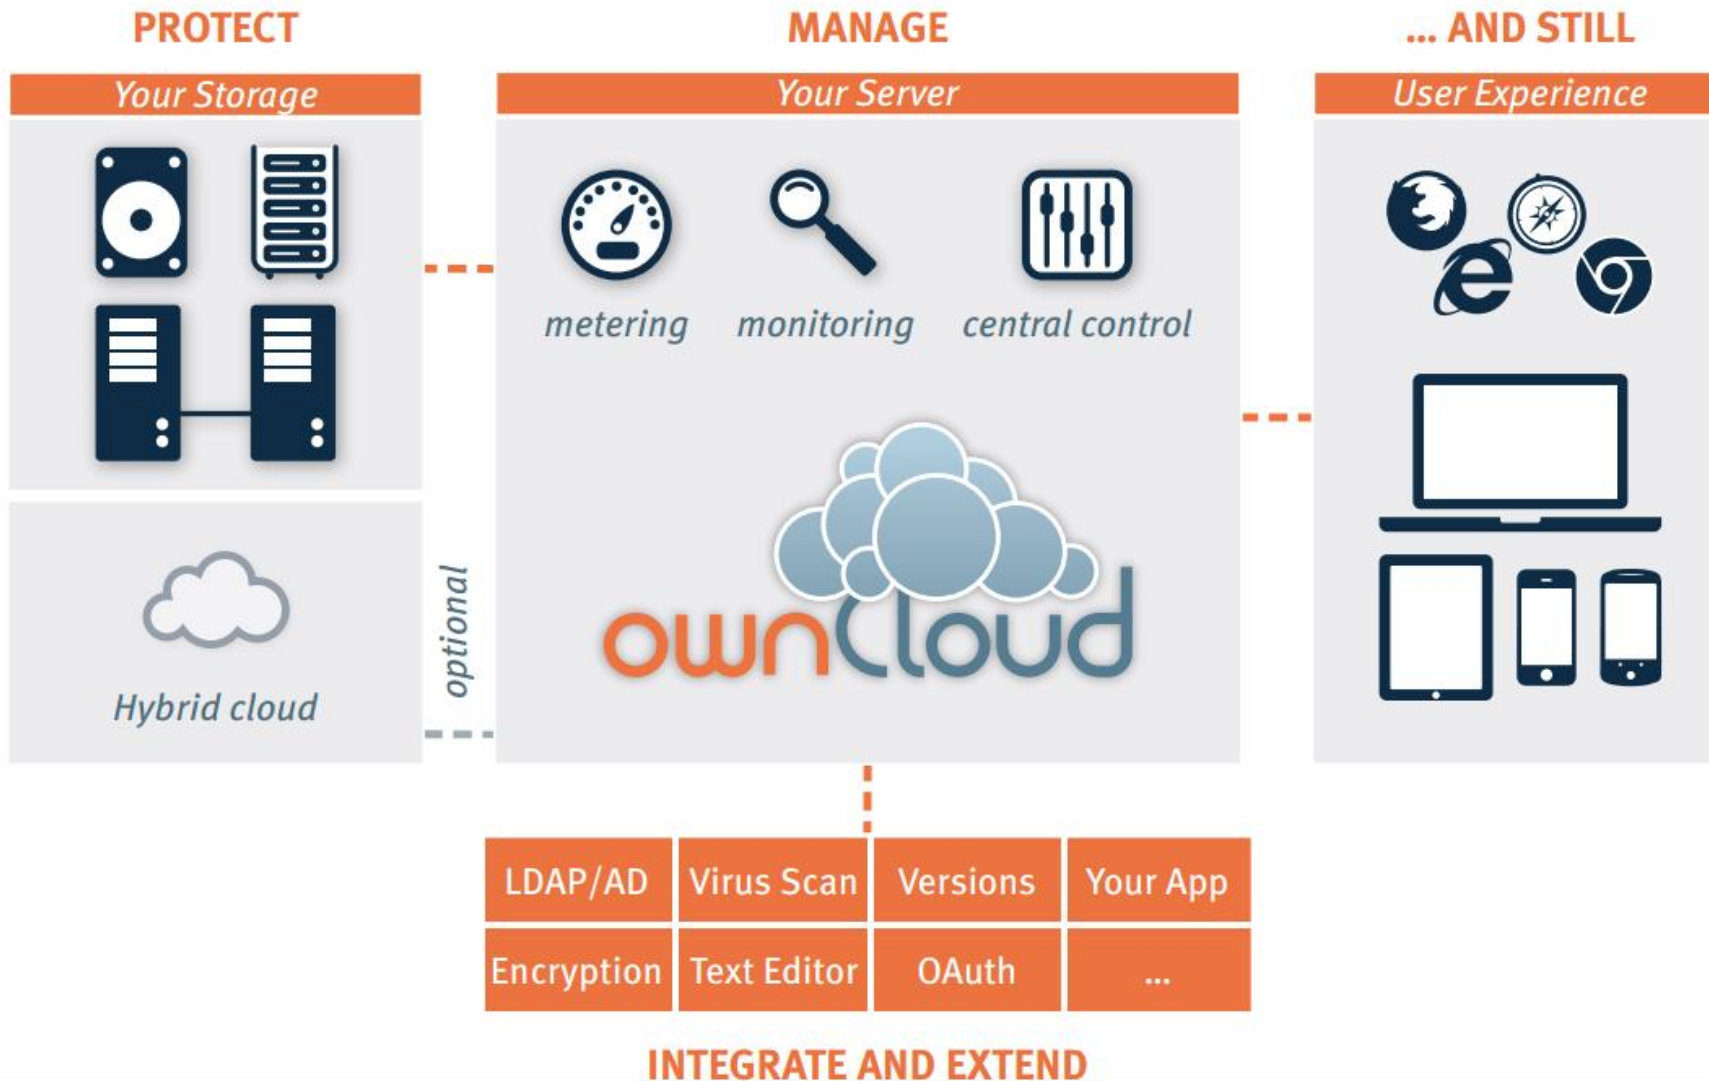 PROTECT
MANAGE
... AND STILL
Your Storage
Your Server
User Experience
metering
monitoring
central control
optional
Hybrid cloud
ownCloud
LDAP/AD
Virus Scan
Versions
Your App
Encryption
Text Editor
OAuth
...
INTEGRATE AND EXTEND